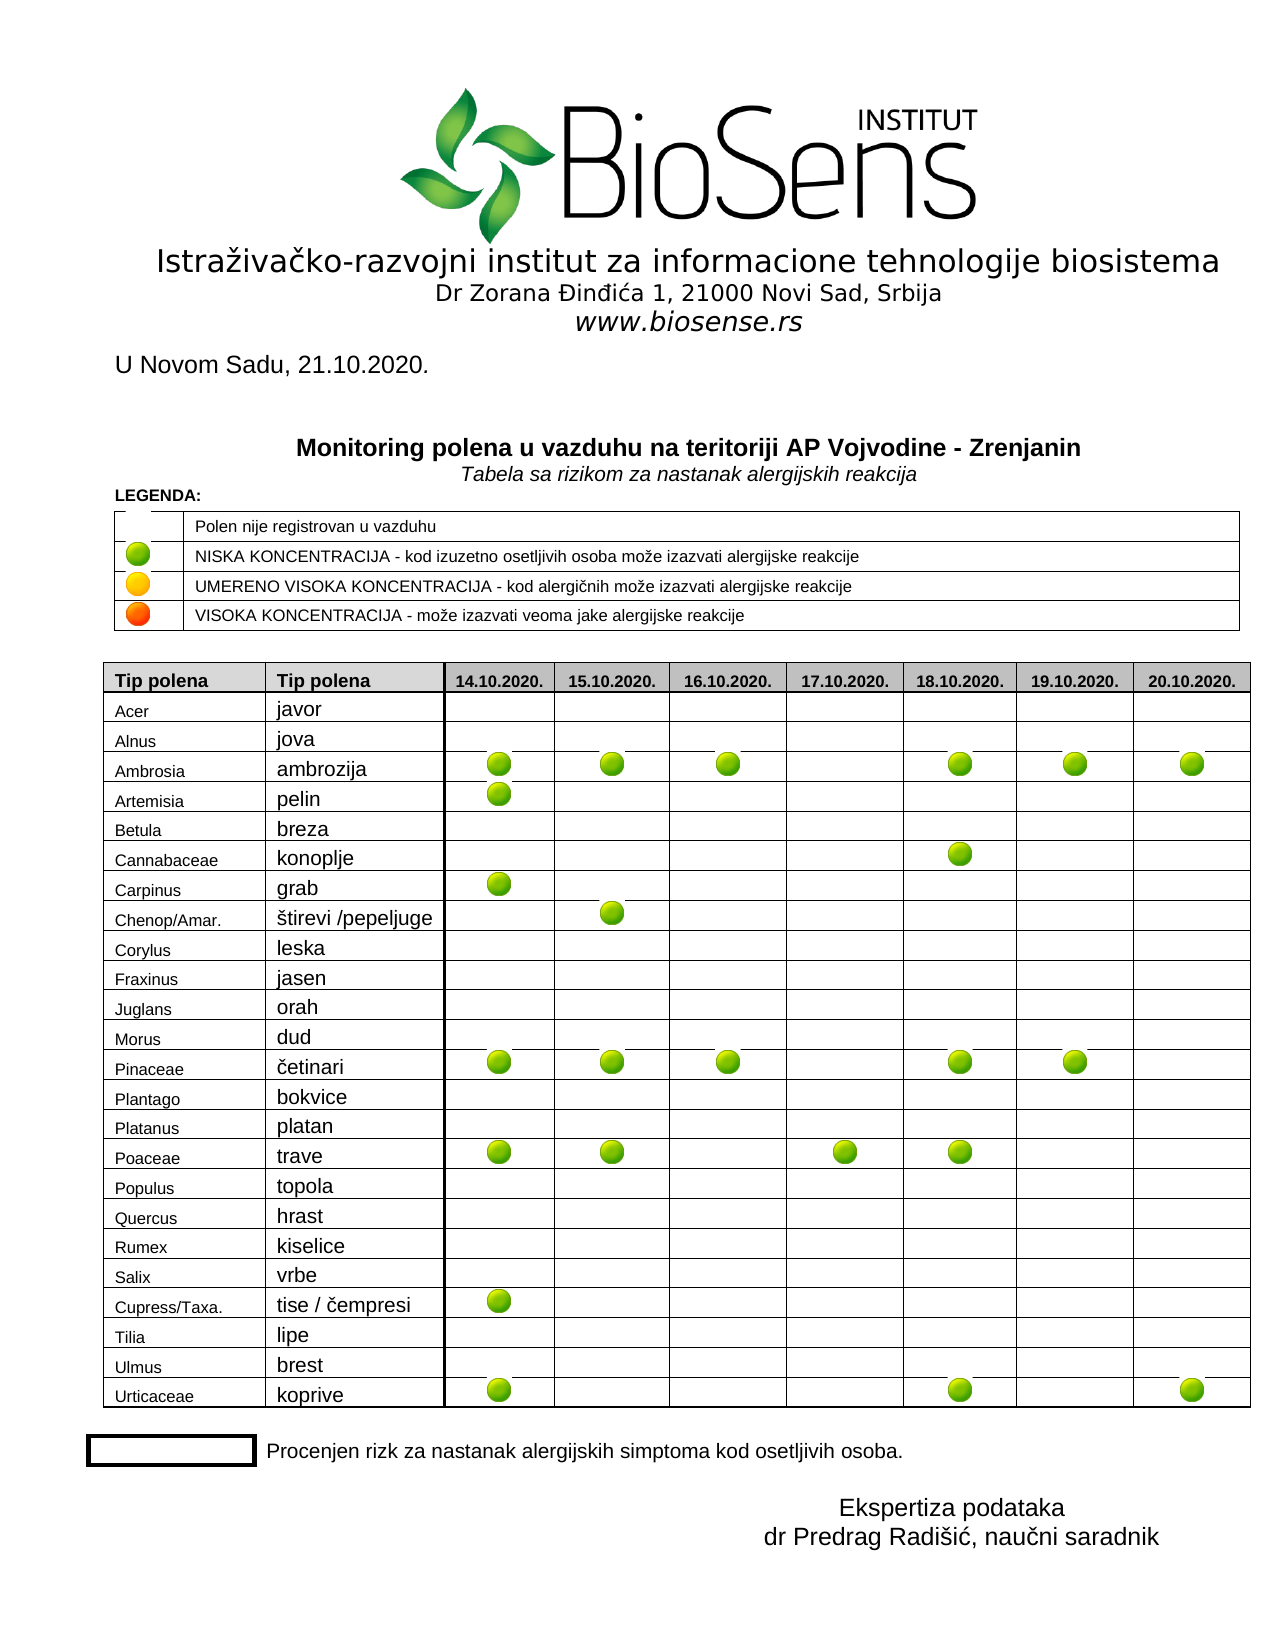 INSTITUT
BioSens
Istraživačko-razvojni institut za informacione tehnologije biosistema
Dr Zorana Đinđića 1, 21000 Novi Sad, Srbija
www.biosense.rs
U Novom Sadu, 21.10.2020.
Monitoring polena u vazduhu na teritoriji AP Vojvodine - Zrenjanin
Tabela sa rizikom za nastanak alergijskih reakcija
LEGENDA:
Polen nije registrovan u vazduhu
NISKA KONCENTRACIJA - kod izuzetno osetljivih osoba može izazvati alergijske reakcije
UMERENO VISOKA KONCENTRACIJA - kod alergičnih može izazvati alergijske reakcije
VISOKA KONCENTRACIJA - može izazvati veoma jake alergijske reakcije
Tip polena Tip polena 14.10.2020. 15.10.2020. 16.10.2020. 17.10.2020. 18.10.2020. 19.10.2020. 20.10.2020.
Acer javor
Alnus jova
Ambrosia ambrozija
Artemisia pelin
Betula breza
Cannabaceae konoplje
Carpinus grab
Chenop/Amar. štirevi /pepeljuge
Corylus leska
Fraxinus jasen
Juglans orah
Morus dud
Pinaceae četinari
Plantago bokvice
Platanus platan
Poaceae trave
Populus topola
Quercus hrast
Rumex kiselice
Salix vrbe
Cupress/Taxa. tise / čempresi
Tilia lipe
Ulmus brest
Urticaceae koprive
Procenjen rizk za nastanak alergijskih simptoma kod osetljivih osoba.
Ekspertiza podataka
dr Predrag Radišić, naučni saradnik